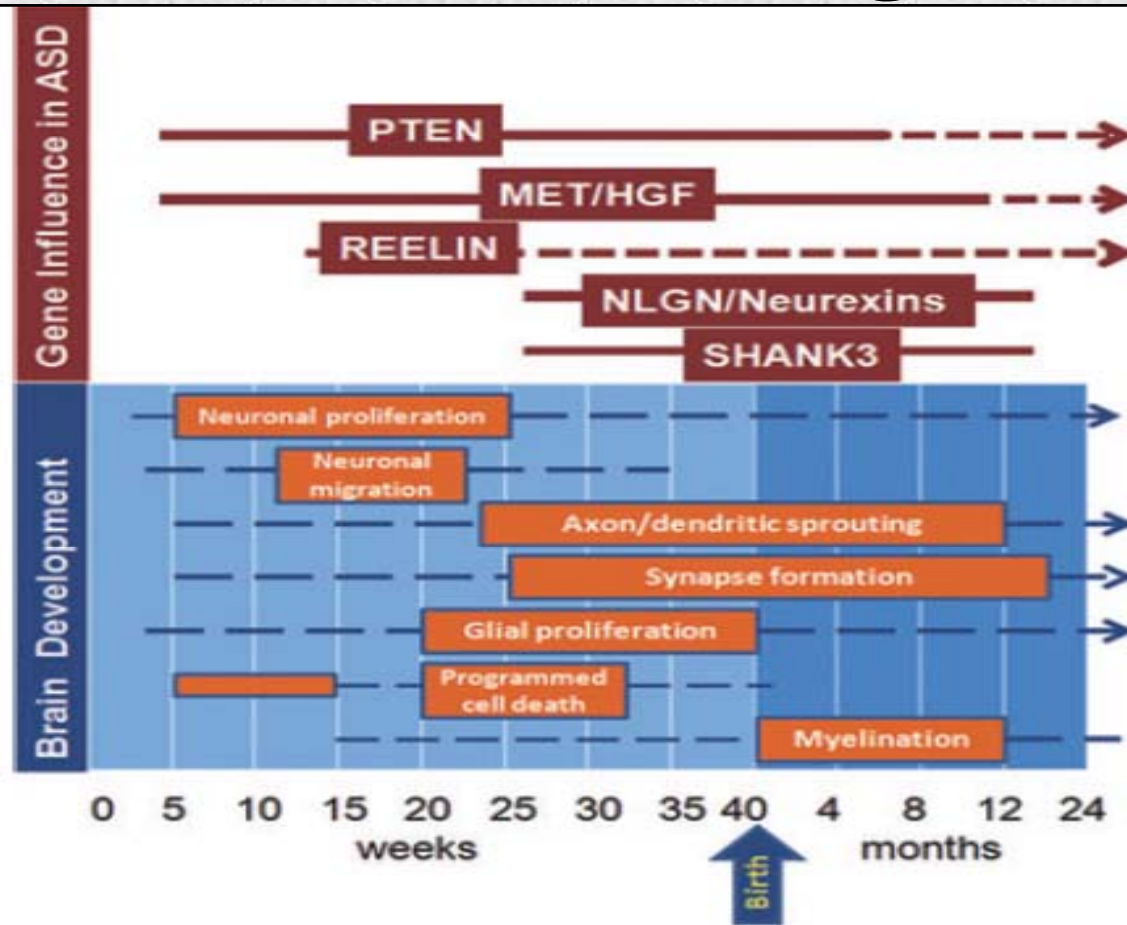 Gene Influence in ASD
PTEN
MET/HGF
REELIN
NLGN/Neurexins
SHANK3
Brain Development
Neuronal proliferation
Neuronal
migration
Axon/dendritic sprouting
Synapse formation
Glial proliferation
Programmed
cell death
Myelination
0 5 10 15 20 25 30 35 40 4 8 12 24
weeks months
Birth